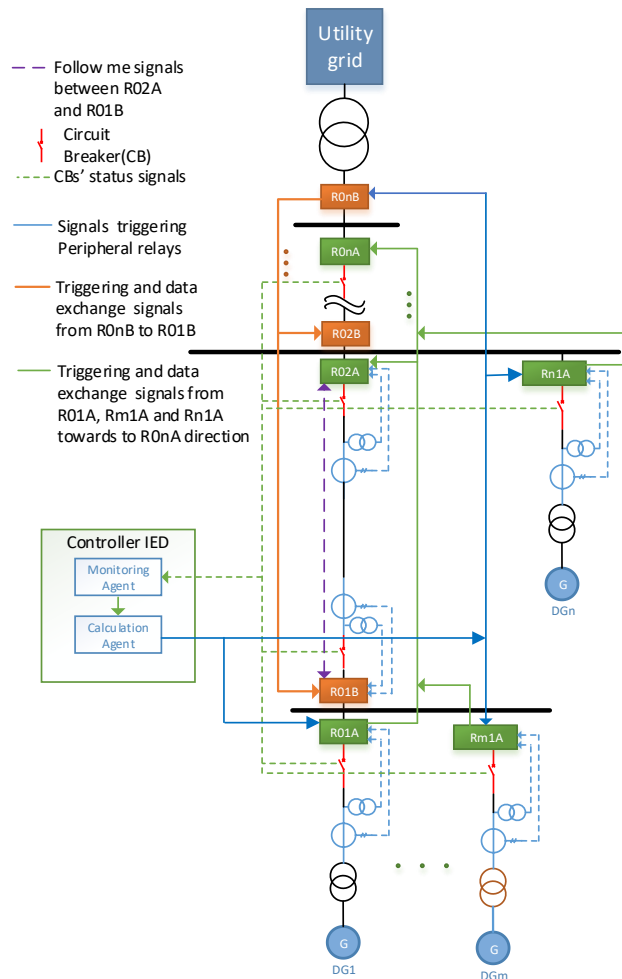 Utility
grid
Follow me signals
between R02A
and R01B
Circuit
Breaker(CB)
CBs' status signals
R0nB
Signals triggering
Peripheral relays
R0nA
Triggering and data
exchange signals
from R0nB to R01B
R02B
Triggering and data
exchange signals from
R01A, Rm1A and Rn1A
towards to R0nA direction
R02A
Rn1A
Controller IED
Monitoring
Agent
Calculation
Agent
G
DGn
R01B
R01A
Rm1A
G
DG1
G
DGm